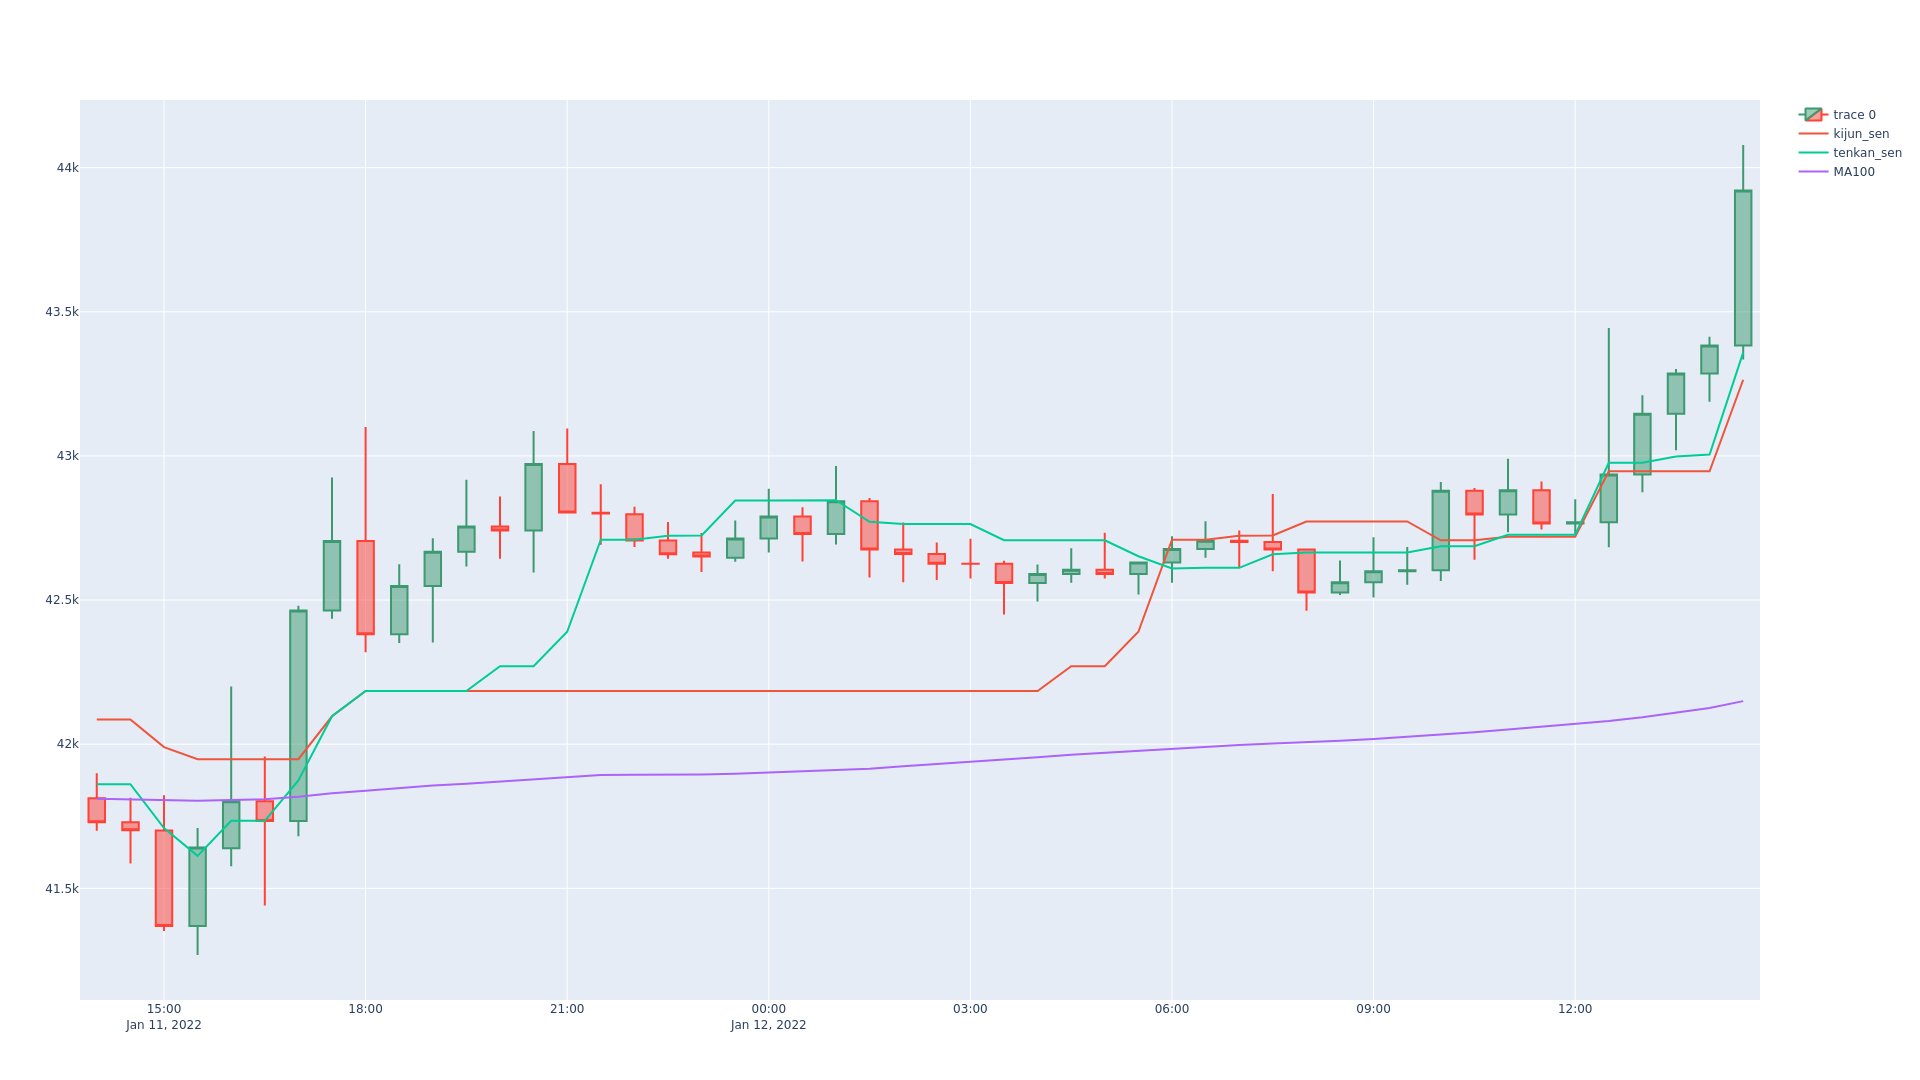 trace 0
kijun_sen
tenkan_sen
MA100
44k
43.5k
43k
42.5k
42k
41.5k
15:00 18:00 21:00 00:00 03:00 06:00 09:00 12:00
Jan 11, 2022 Jan 12, 2022